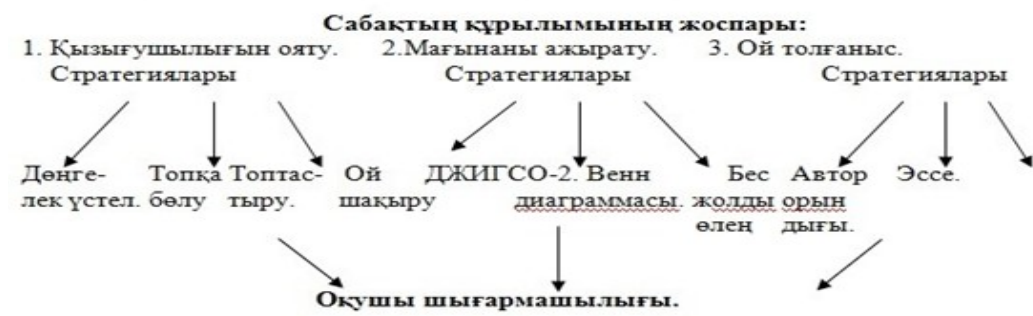 Сабақтың құрылымының жоспары:
1. Қызығушылығын ояту. 2.Мағынаны ажырату. 3. Ой толғаныс.
Стратегиялары Стратегиялары Стратегиялары
Дөңге- Топқа Топтас- Ой ДЖИГСО-2. Венн Бес Автор Эссе.
лек үстел. бөлу тыру. шақыру диаграммасы. жолды орын
өлең дығы.
Оқушы шығармашылығы.